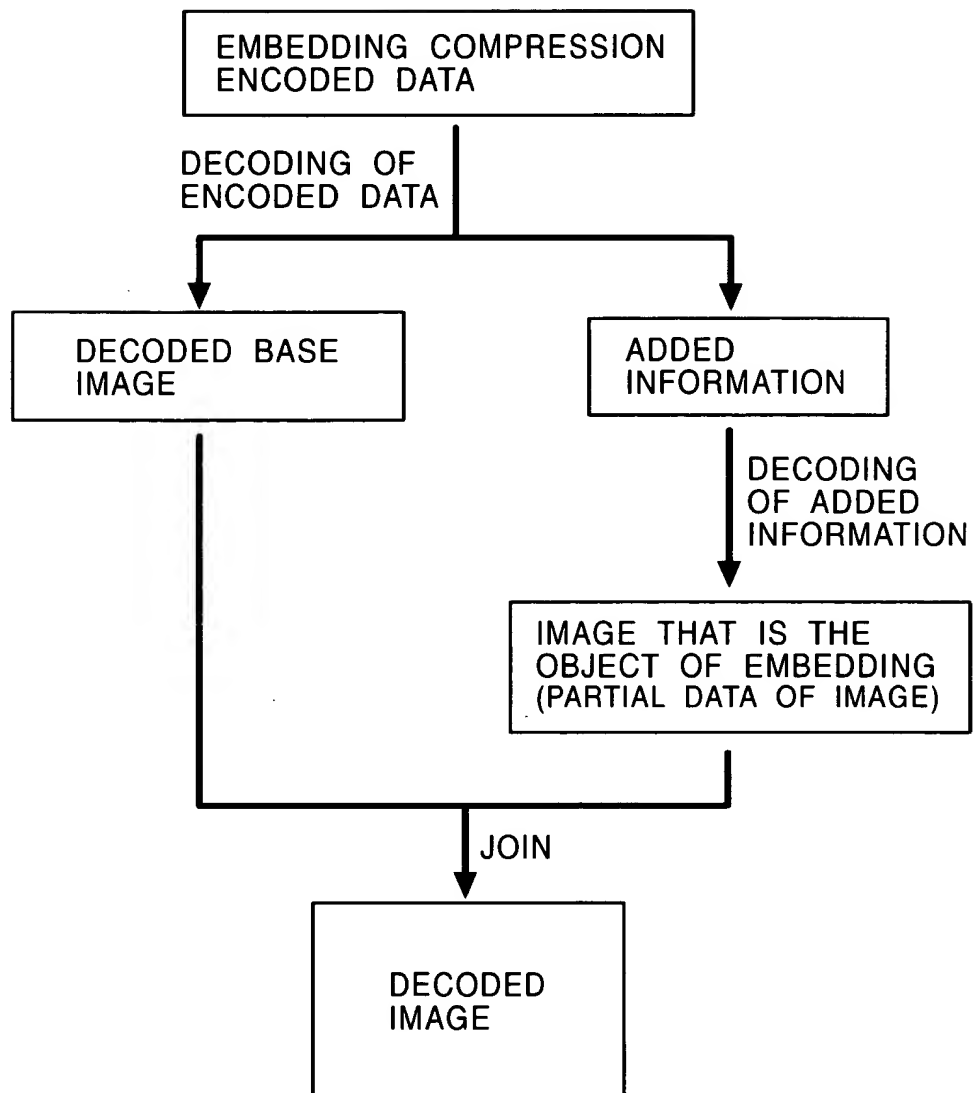 EMBEDDING COMPRESSION
ENCODED DATA
DECODING OF
ENCODED DATA
DECODED BASE
IMAGE
ADDED
INFORMATION
DECODING
OF ADDED
INFORMATION
IMAGE THAT IS THE
OBJECT OF EMBEDDING
(PARTIAL DATA OF IMAGE)
JOIN
DECODED
IMAGE